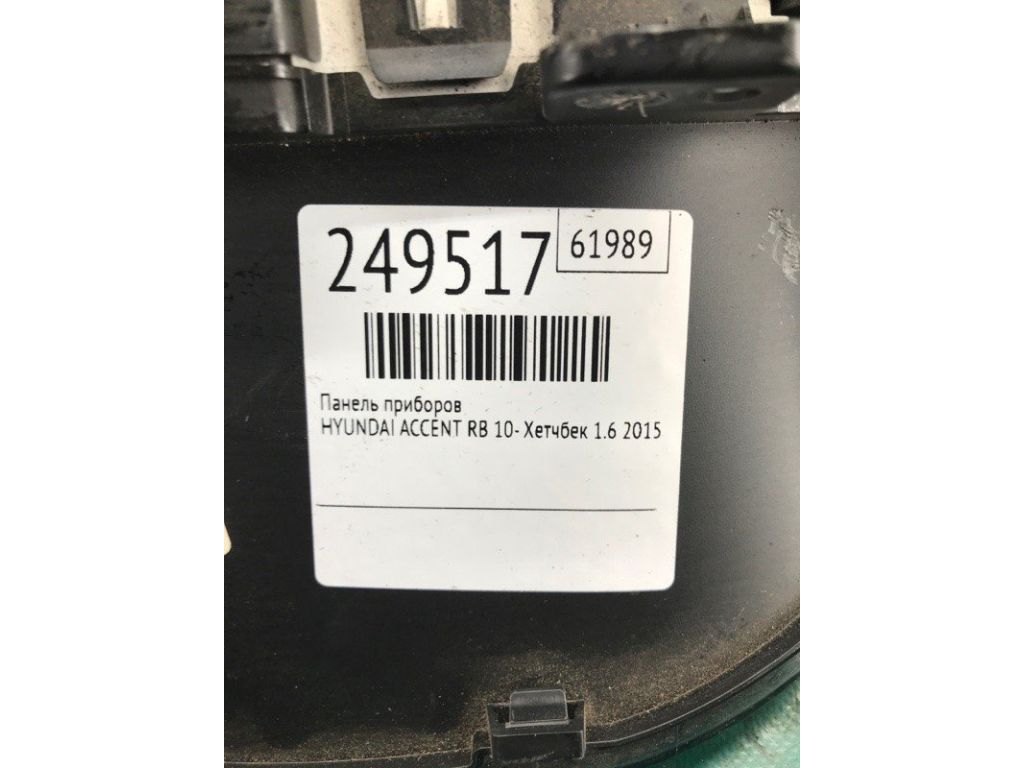 249517
61989
Панель приборов
HYUNDAI ACCENT RB 10- Хетчбек 1.6 2015